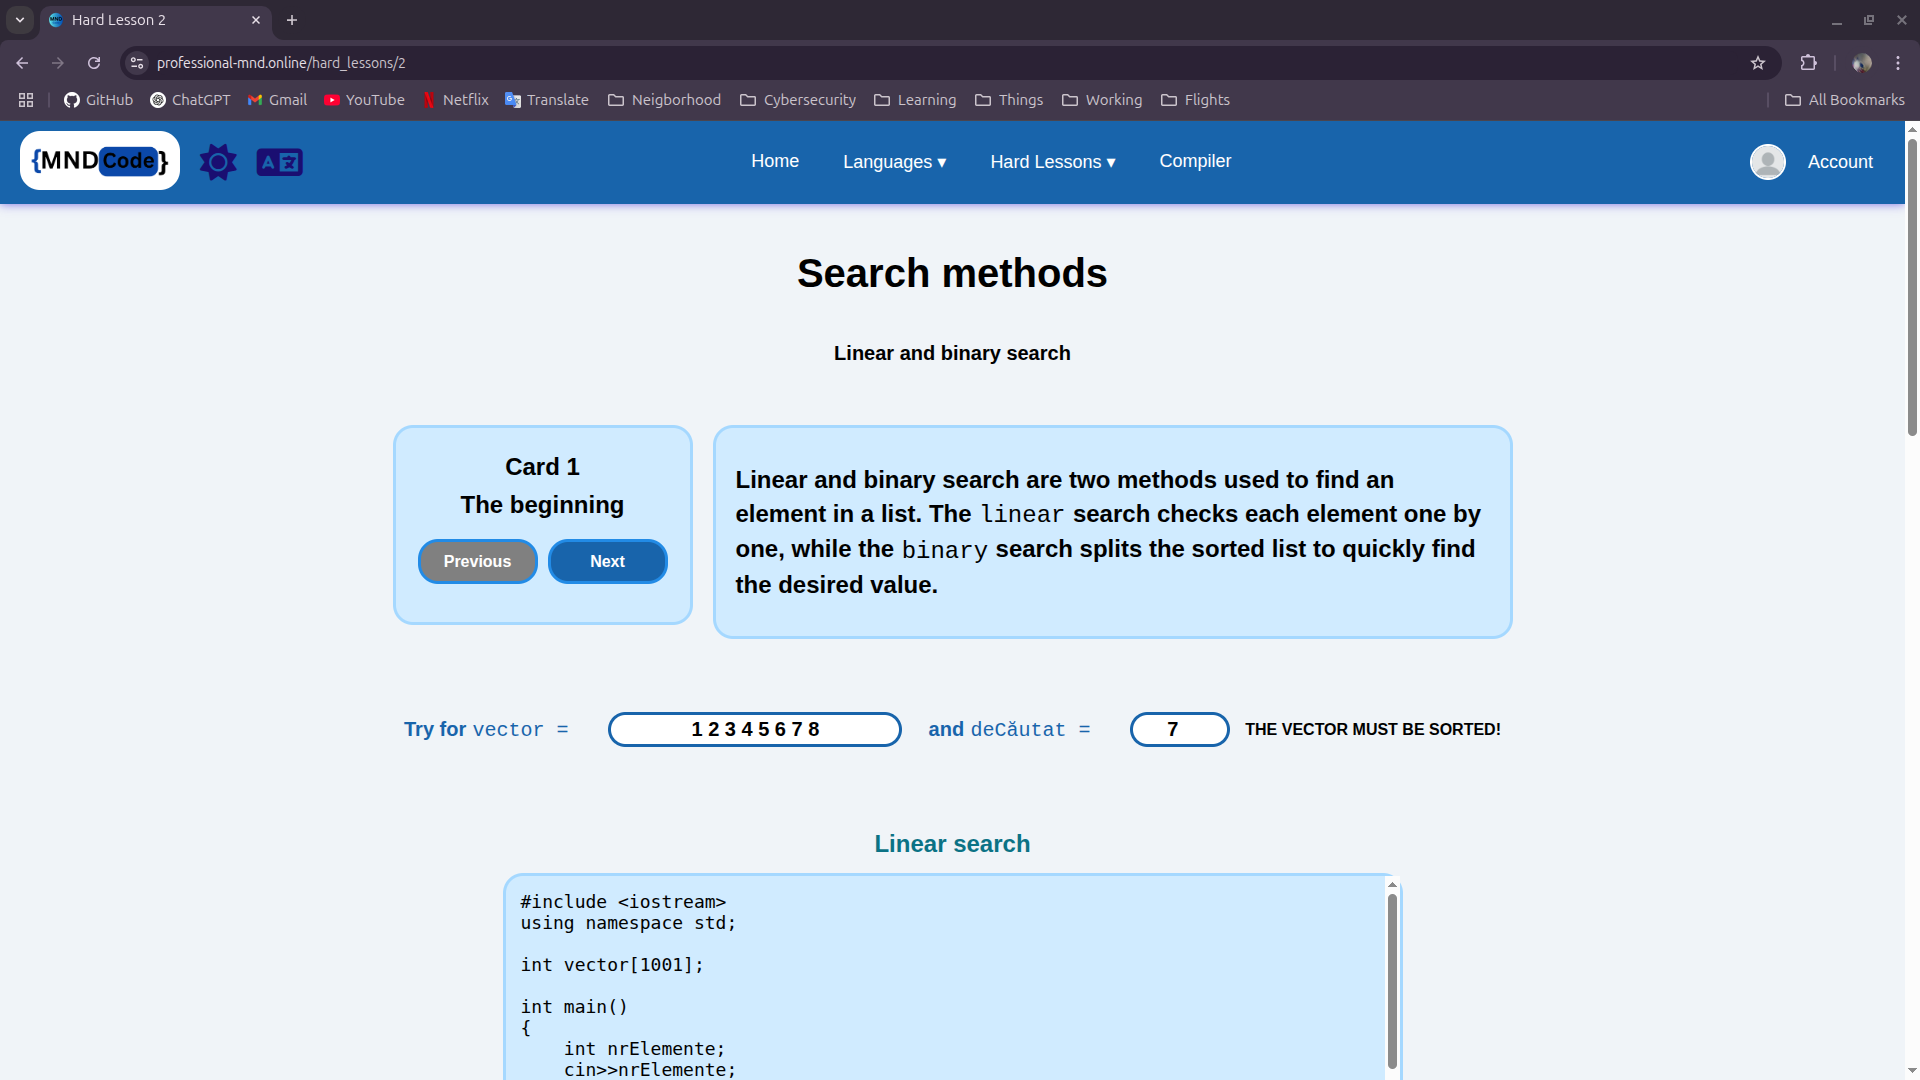 Hard Lesson 2
professional-mnd.online/hard_lessons/2
GitHub ChatGPT Gmail YouTube Netflix Translate Neigborhood Cybersecurity Learning Things Working Flights All Bookmarks
{MNDCode} Home Languages ▾ Hard Lessons ▾ Compiler Account
Search methods
Linear and binary search
Card 1
The beginning
Previous Next
Linear and binary search are two methods used to find an
element in a list. The linear search checks each element one by
one, while the binary search splits the sorted list to quickly find
the desired value.
Try for vector = 1 2 3 4 5 6 7 8 and deCăutat = 7 THE VECTOR MUST BE SORTED!
Linear search
#include <iostream>
using namespace std;
int vector[1001];
int main()
{
int nrElemente;
cin>>nrElemente;